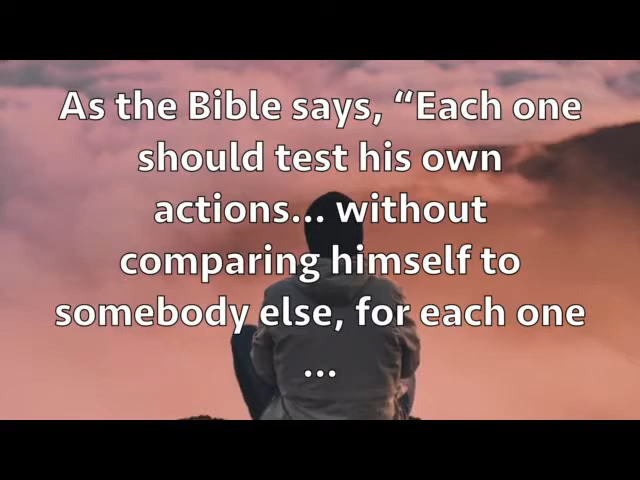 As the Bible says, “Each one
should test his own
actions... without
comparing himself to
somebody else, for each one
...